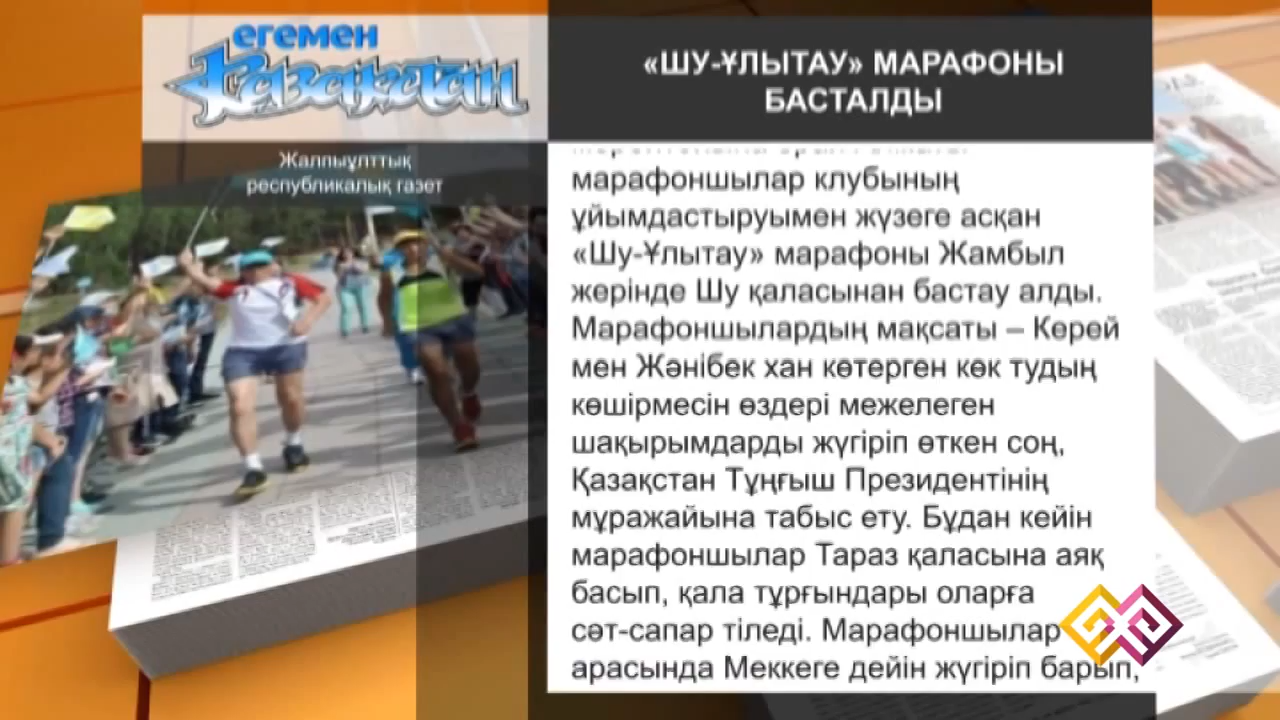 егемен
Қазақстан
Жалпыұлттық
республикалық газет
«ШУ-ҰЛЫТАУ» МАРАФОНЫ
БАСТАЛДЫ
марафоншылар клубының
ұйымдастыруымен жүзеге асқан
«Шу-Ұлытау» марафоны Жамбыл
жерінде Шу қаласынан бастау алды.
Марафоншылардың мақсаты – Керей
мен Жәнібек хан көтерген көк тудың
көшірмесін өздері межелеген
шақырымдарды жүгіріп өткен соң,
Қазақстан Тұңғыш Президентінің
мұражайына табыс ету. Бұдан кейін
марафоншылар Тараз қаласына аяқ
басып, қала тұрғындары оларға
сәт-сапар тіледі. Марафоншылар
арасында Меккеге дейін жүгіріп барып,